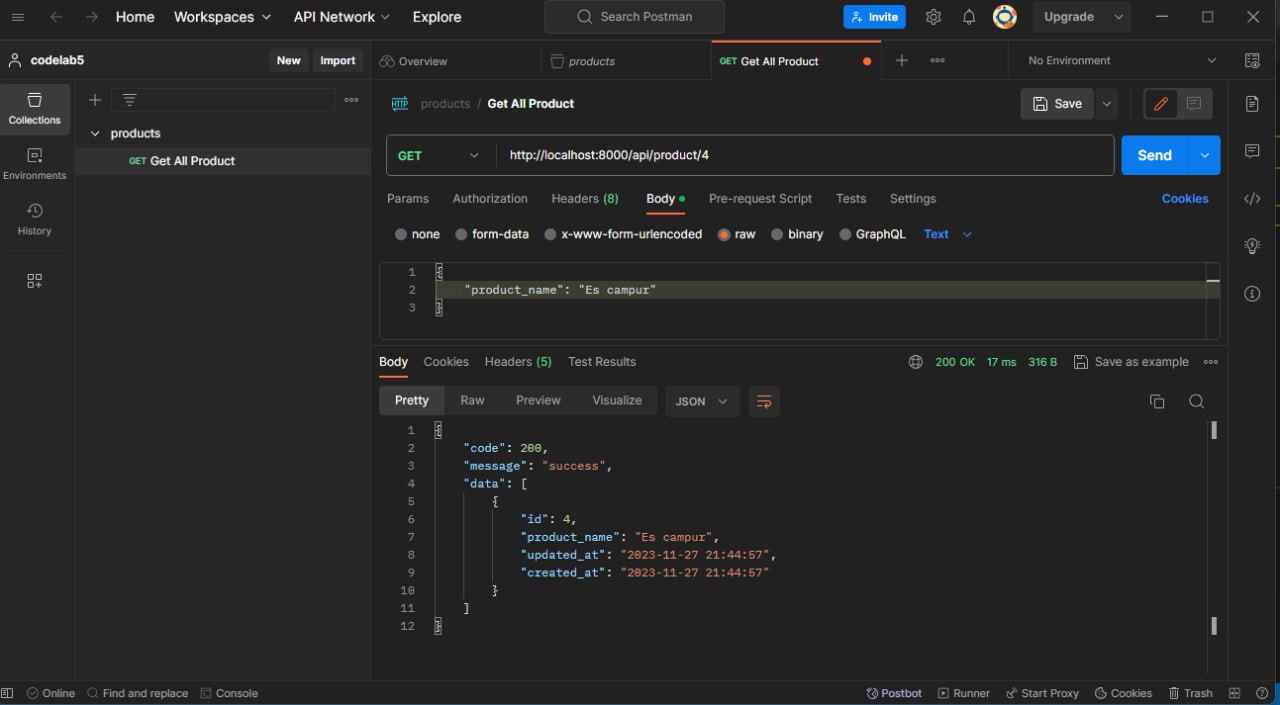 Home Workspaces API Network Explore Search Postman Invite Upgrade
codelab5 New Import Overview products GET Get All Product No Environment
Collections
products
GET Get All Product
Environments
History
HTTP products / Get All Product Save
GET http://localhost:8000/api/product/4 Send
Params Authorization Headers (8) Body Pre-request Script Tests Settings Cookies
none form-data x-www-form-urlencoded raw binary GraphQL Text
1 {
2 "product_name": "Es campur"
3 }
Body Cookies Headers (5) Test Results 200 OK 17 ms 316 B Save as example
Pretty Raw Preview Visualize JSON
1 {
2 "code": 200,
3 "message": "success",
4 "data": [
5 {
6 "id": 4,
7 "product_name": "Es campur",
8 "updated_at": "2023-11-27 21:44:57",
9 "created_at": "2023-11-27 21:44:57"
10 }
11 ]
12 }
Online Find and replace Console Postbot Runner Start Proxy Cookies Trash